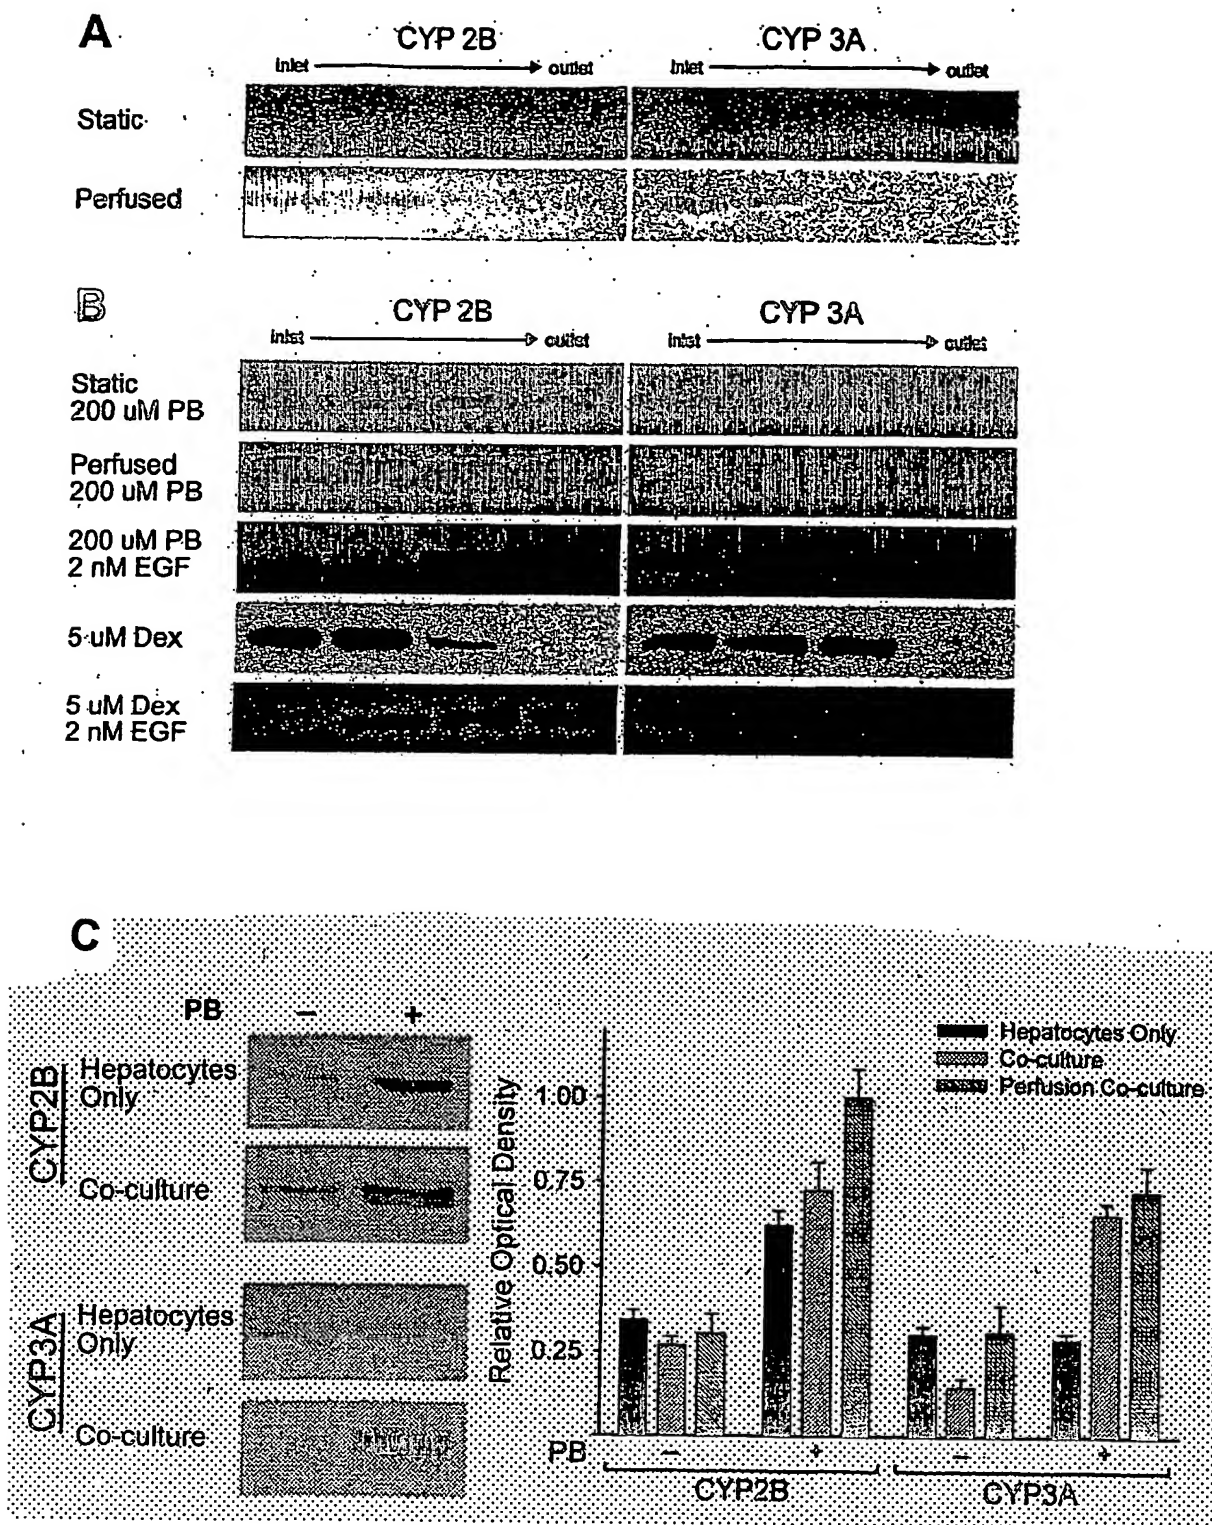 A
CYP 2B
CYP 3A
inlet
outlet
inlet
outlet
Static
Perfused
B
CYP 2B
CYP 3A
inlet
outlet
inlet
outlet
Static
200 uM PB
Perfused
200 uM PB
200 uM PB
2 nM EGF
5 uM Dex
5 uM Dex
2 nM EGF
C
PB
–
+
CYP2B
Hepatocytes
Only
Co-culture
CYP3A
Hepatocytes
Only
Co-culture
Relative Optical Density
1.00
0.75
0.50
0.25
Hepatocytes Only
Co-culture
Perfusion Co-culture
PB
–
+
–
+
CYP2B
CYP3A